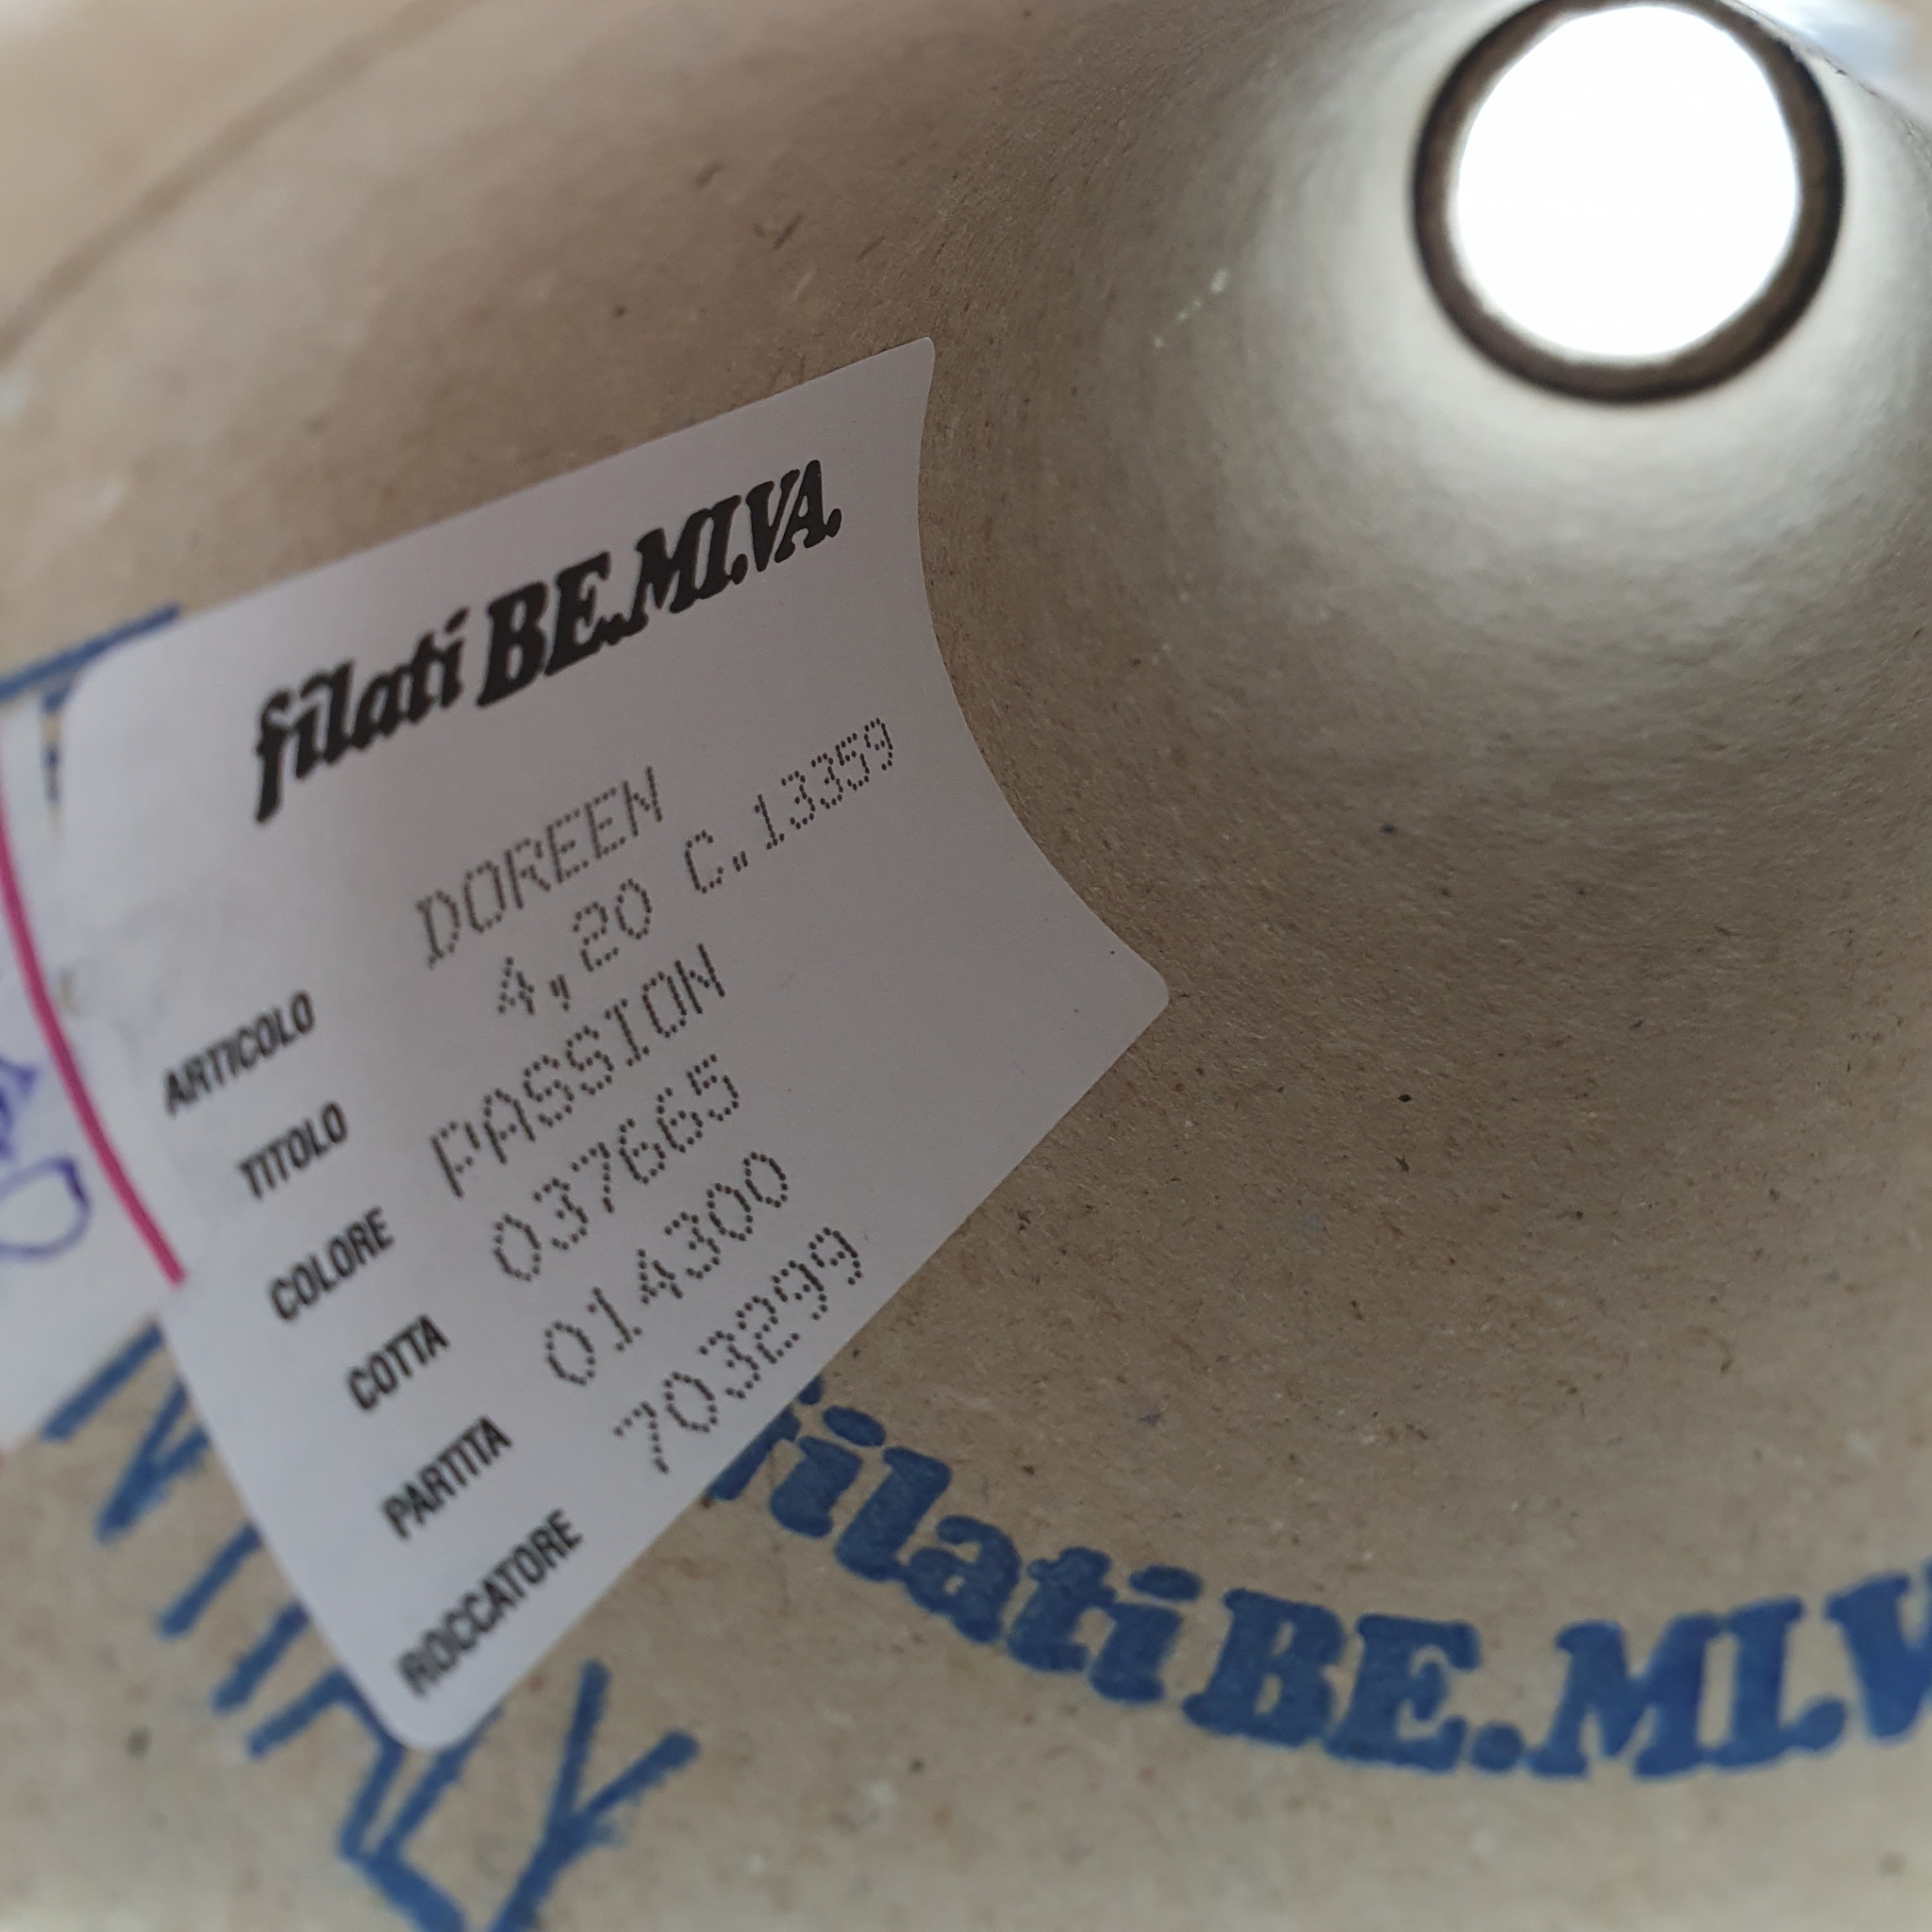 filati BE.MI.VA.
ARTICOLO DOREEN
TITOLO 4,20 C.13359
COLORE PASSION
COTTA 037665
PARTITA 014300
ROCCATORE 703299
filati BE.MI.V